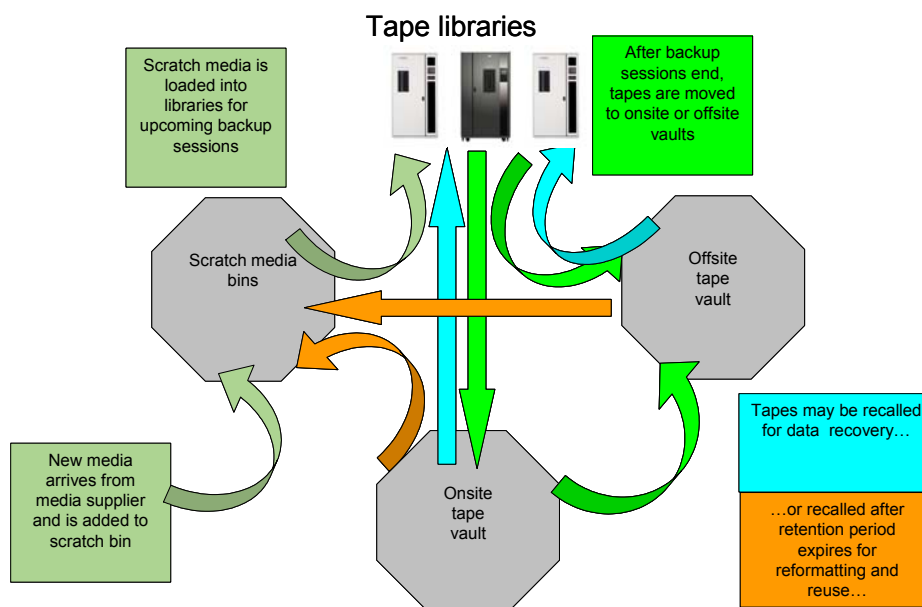 Tape libraries
Scratch media is
loaded into
libraries for
upcoming backup
sessions
After backup
sessions end,
tapes are moved
to onsite or offsite
vaults
Scratch media
bins
Offsite
tape
vault
Onsite
tape
vault
New media
arrives from
media supplier
and is added to
scratch bin
Tapes may be recalled
for data recovery…
…or recalled after
retention period
expires for
reformatting and
reuse…